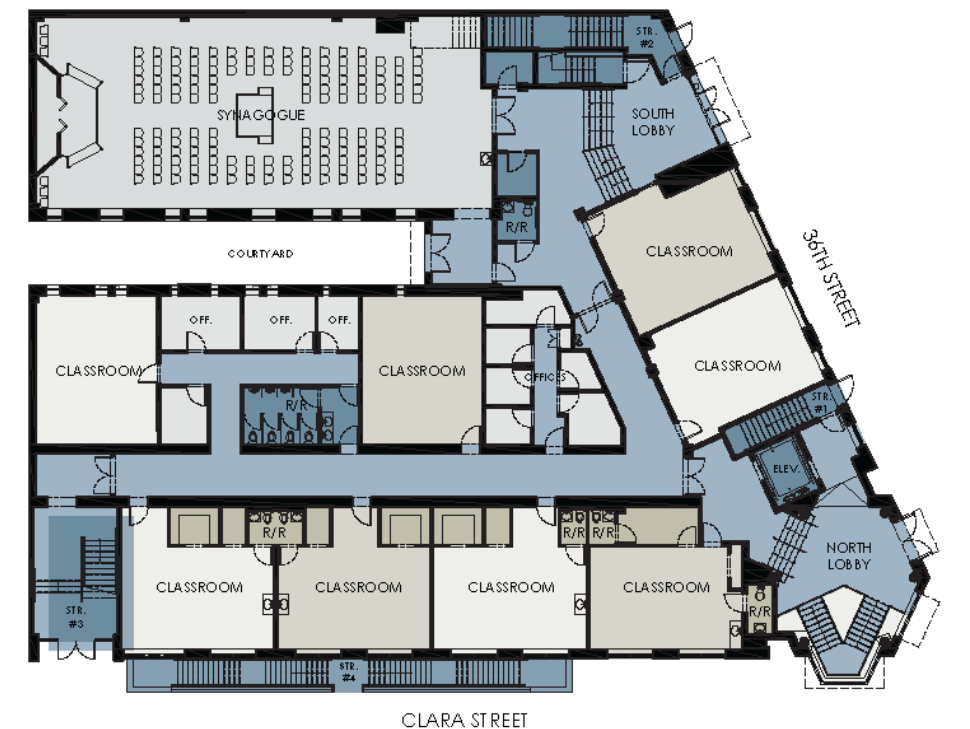 STR.
#2
SOUTH
LOBBY
SYNAGOGUE
R/R
COURTYARD
CLASSROOM
36TH STREET
OFF.
OFF.
OFF.
CLASSROOM
CLASSROOM
OFFICES
CLASSROOM
R/R
STR.
#1
ELEV.
R/R
R/R
R/R
NORTH
LOBBY
CLASSROOM
CLASSROOM
CLASSROOM
CLASSROOM
STR.
#3
R/R
STR.
#4
CLARA STREET